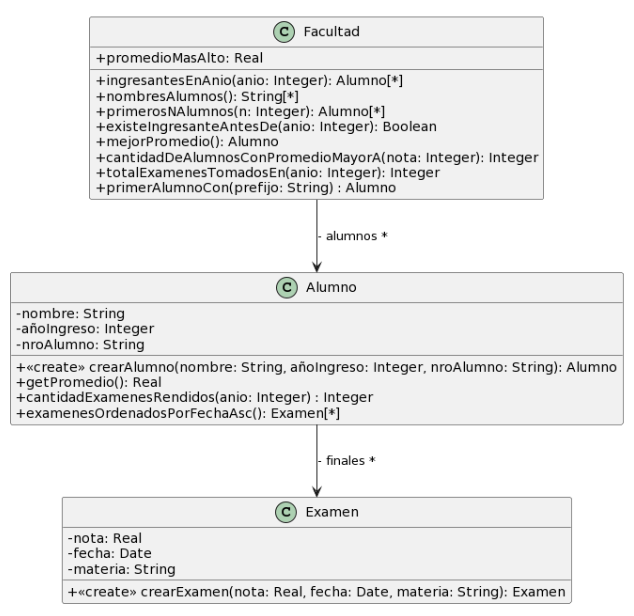 C Facultad
+promedioMasAlto: Real
+ingresantesEnAnio(anio: Integer): Alumno[*]
+nombresAlumnos(): String[*]
+primerosNAlumnos(n: Integer): Alumno[*]
+existeIngresanteAntesDe(anio: Integer): Boolean
+mejorPromedio(): Alumno
+cantidadDeAlumnosConPromedioMayorA(nota: Integer): Integer
+totalExamenesTomadosEn(anio: Integer): Integer
+primerAlumnoCon(prefijo: String) : Alumno
- alumnos *
C Alumno
-nombre: String
-añoIngreso: Integer
-nroAlumno: String
+«create» crearAlumno(nombre: String, añoIngreso: Integer, nroAlumno: String): Alumno
+getPromedio(): Real
+cantidadExamenesRendidos(anio: Integer) : Integer
+examenesOrdenadosPorFechaAsc(): Examen[*]
- finales *
C Examen
-nota: Real
-fecha: Date
-materia: String
+«create» crearExamen(nota: Real, fecha: Date, materia: String): Examen